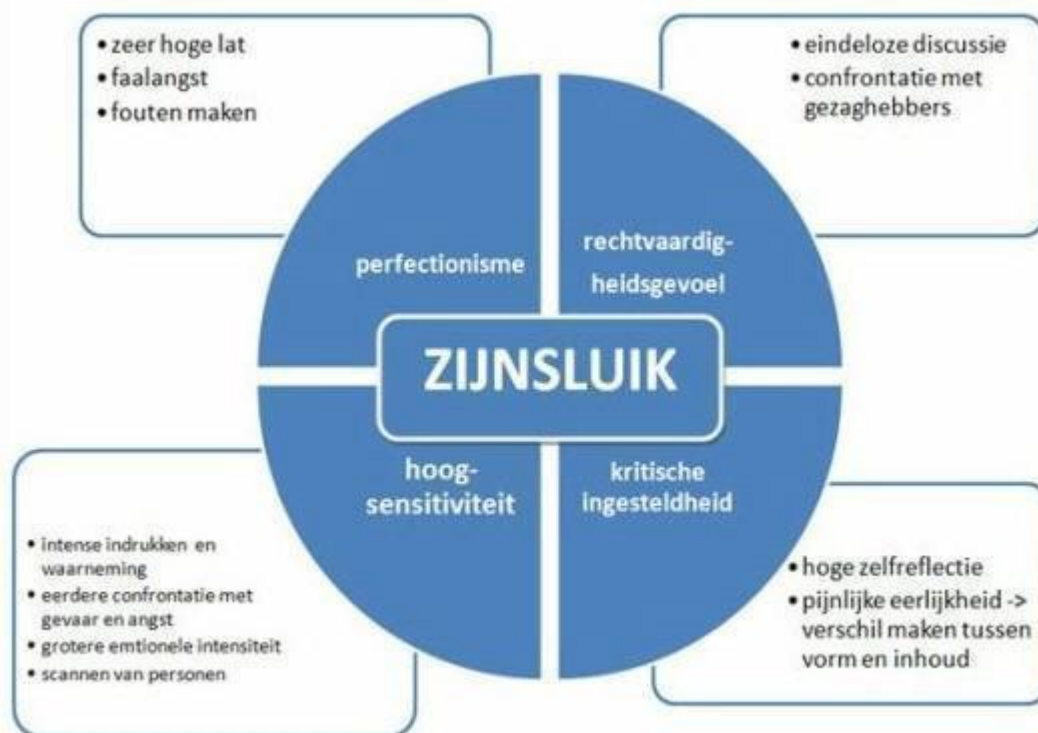 • zeer hoge lat
• faalangst
• fouten maken
• eindeloze discussie
• confrontatie met
gezaghebbers
perfectionisme
rechtvaardig-
heidsgevoel
ZIJNSLUIK
hoog-
sensitiviteit
kritische
ingesteldheid
• intense indrukken en
waarneming
• eerdere confrontatie met
gevaar en angst
• grotere emtionele intensiteit
• scannen van personen
• hoge zelfreflectie
• pijnlijke eerlijkheid ->
verschil maken tussen
vorm en inhoud